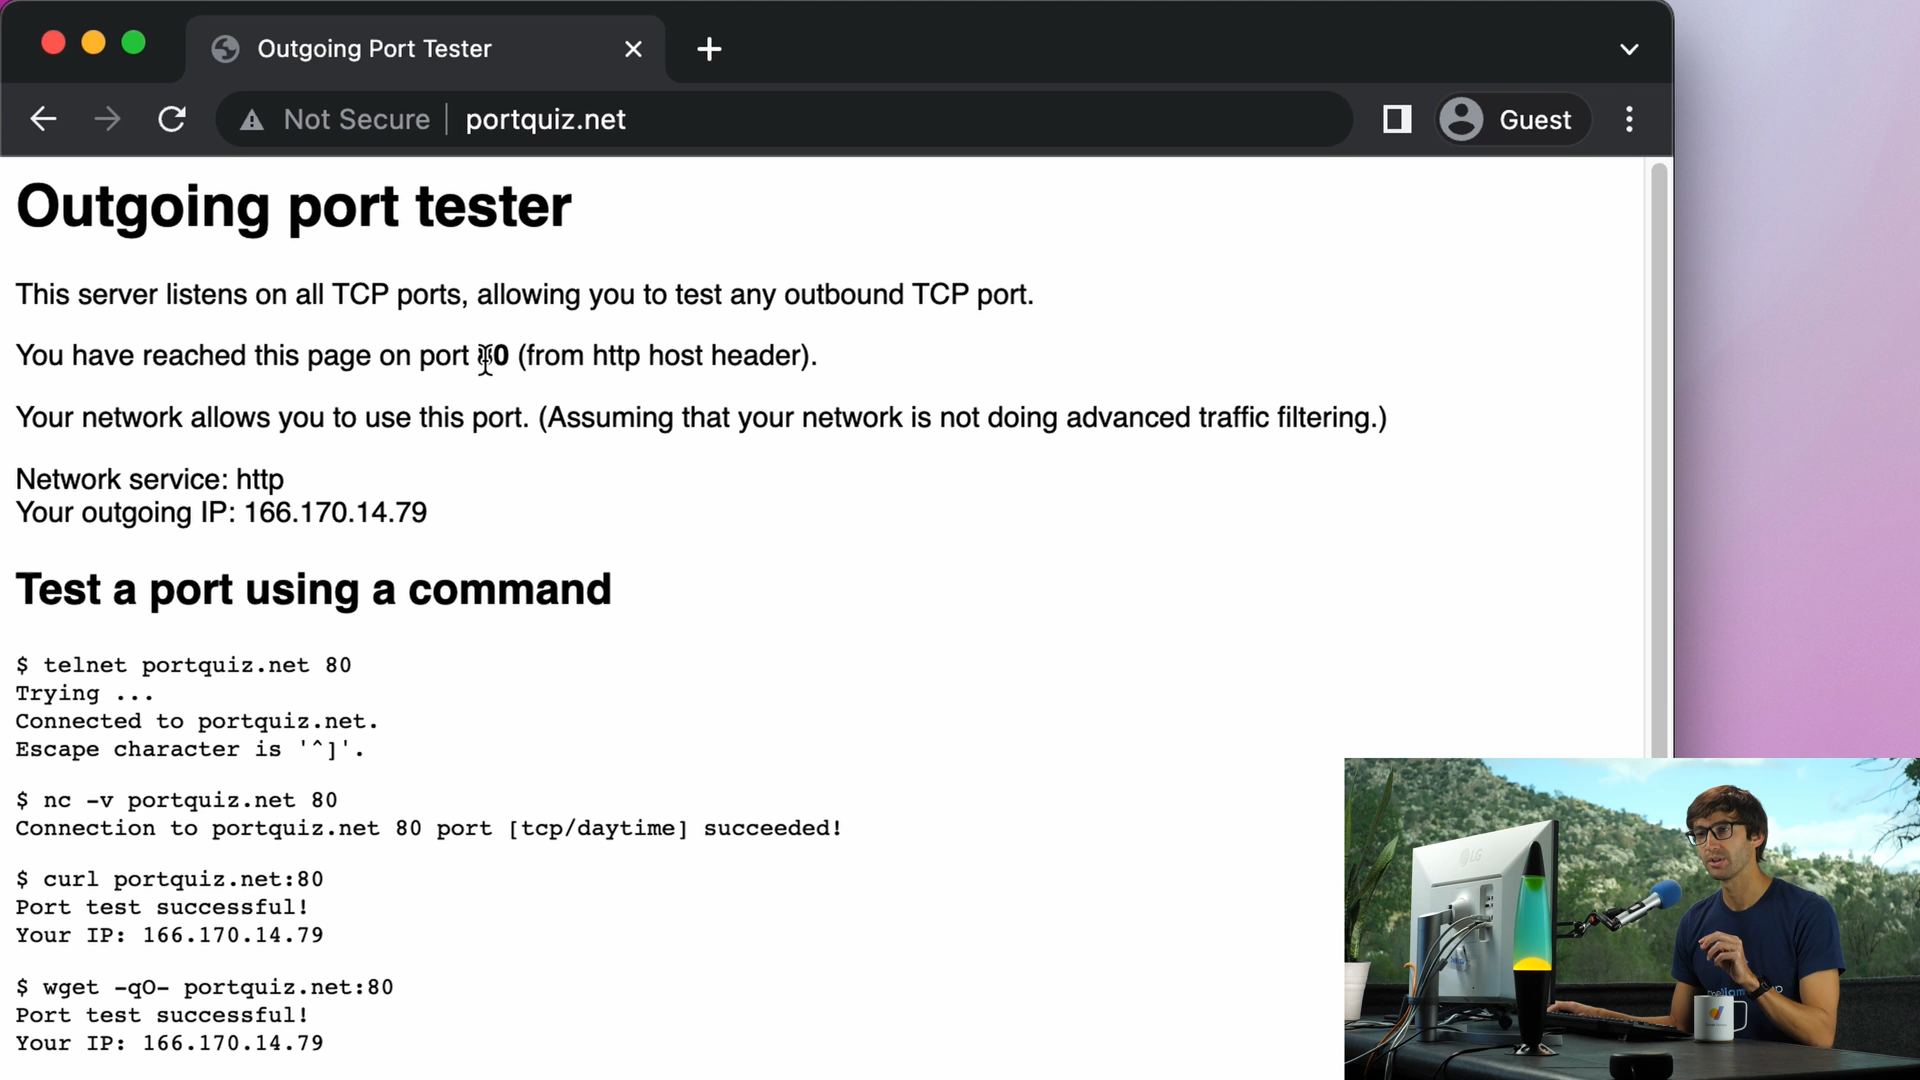 Outgoing Port Tester
Not Secure
portquiz.net
Guest
Outgoing port tester
This server listens on all TCP ports, allowing you to test any outbound TCP port.
You have reached this page on port 80 (from http host header).
Your network allows you to use this port. (Assuming that your network is not doing advanced traffic filtering.)
Network service: http
Your outgoing IP: 166.170.14.79
Test a port using a command
$ telnet portquiz.net 80
Trying ...
Connected to portquiz.net.
Escape character is '^]'.
$ nc -v portquiz.net 80
Connection to portquiz.net 80 port [tcp/daytime] succeeded!
$ curl portquiz.net:80
Port test successful!
Your IP: 166.170.14.79
$ wget -qO- portquiz.net:80
Port test successful!
Your IP: 166.170.14.79
LG